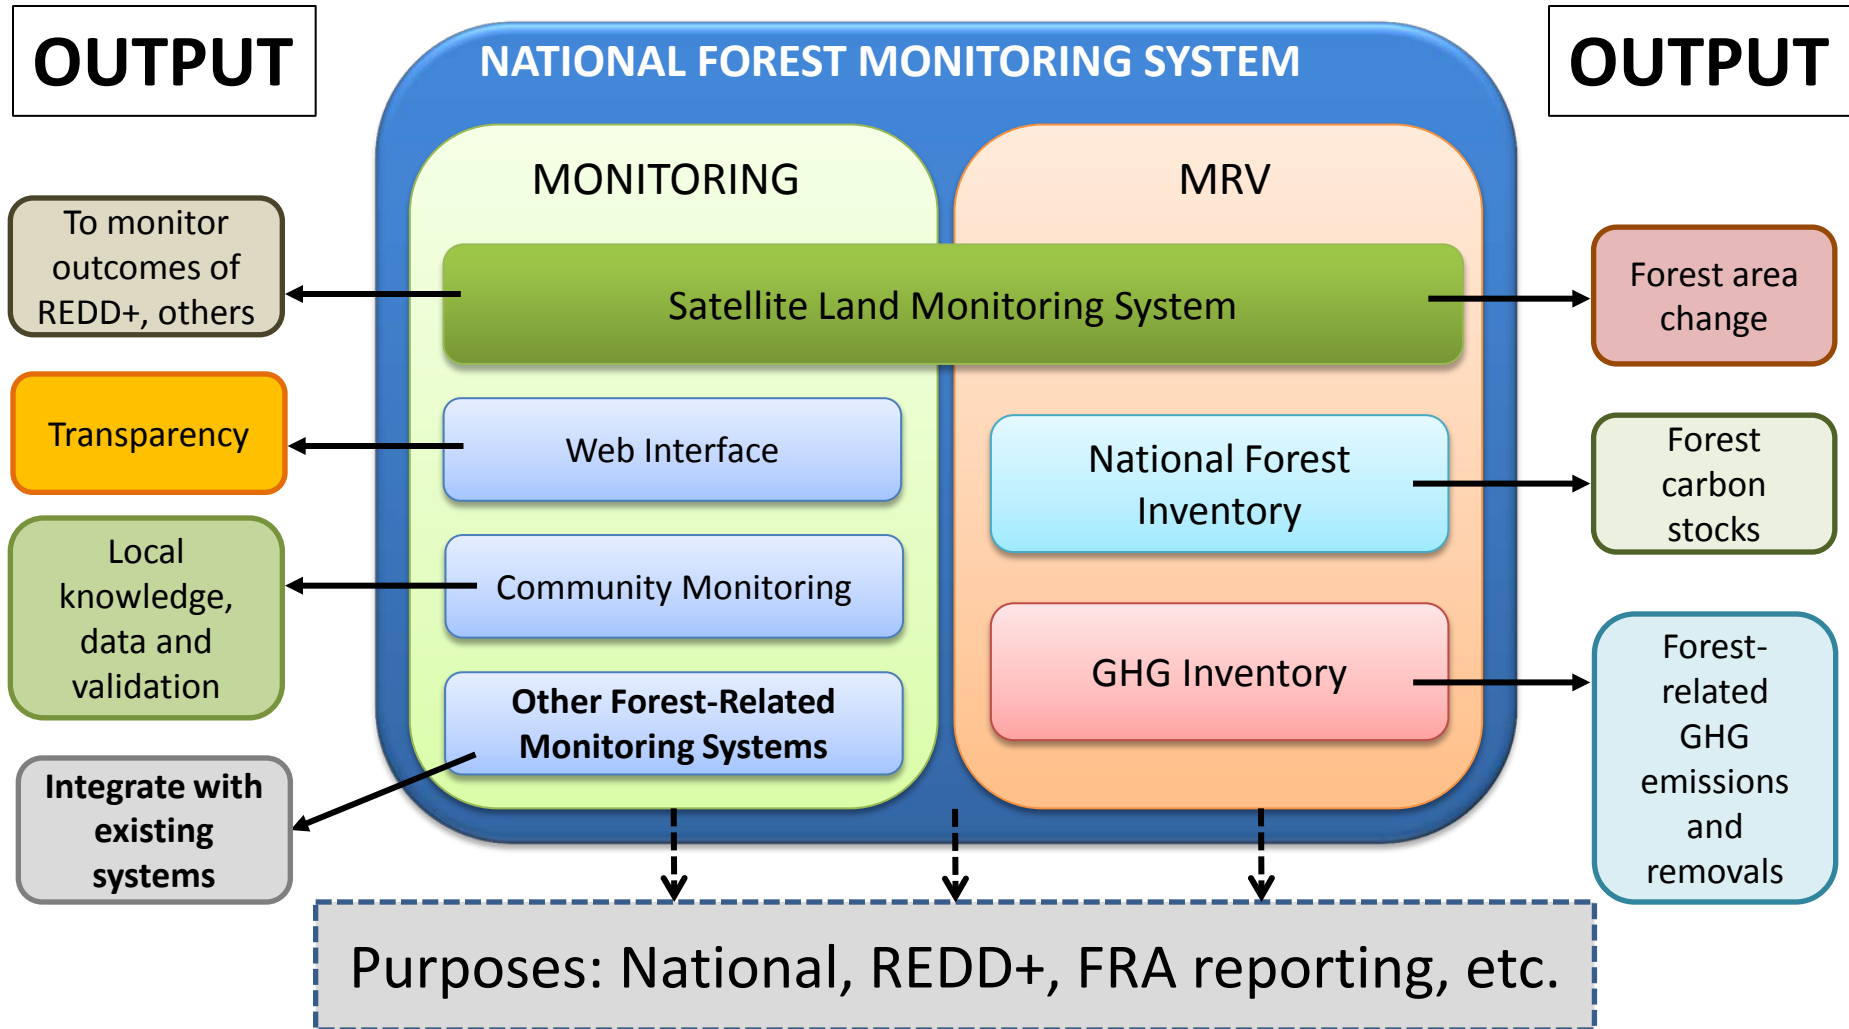 OUTPUT
NATIONAL FOREST MONITORING SYSTEM
OUTPUT
MONITORING
MRV
To monitor
outcomes of
REDD+, others
Satellite Land Monitoring System
Forest area
change
Transparency
Web Interface
National Forest
Inventory
Forest
carbon
stocks
Local
knowledge,
data and
validation
Community Monitoring
GHG Inventory
Forest-
related
GHG
emissions
and
removals
Other Forest-Related
Monitoring Systems
Integrate with
existing
systems
Purposes: National, REDD+, FRA reporting, etc.